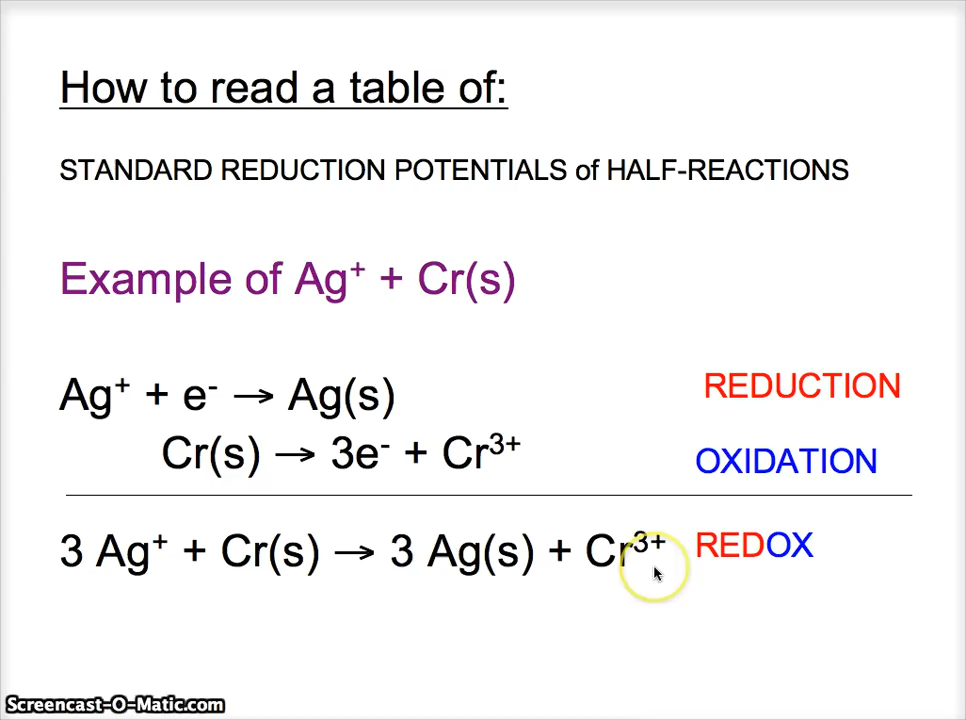 How to read a table of:
STANDARD REDUCTION POTENTIALS of HALF-REACTIONS
Example of Ag⁺ + Cr(s)
Ag⁺ + e⁻ → Ag(s) REDUCTION
Cr(s) → 3e⁻ + Cr³⁺ OXIDATION
3 Ag⁺ + Cr(s) → 3 Ag(s) + Cr³⁺ REDOX
Screencast-O-Matic.com